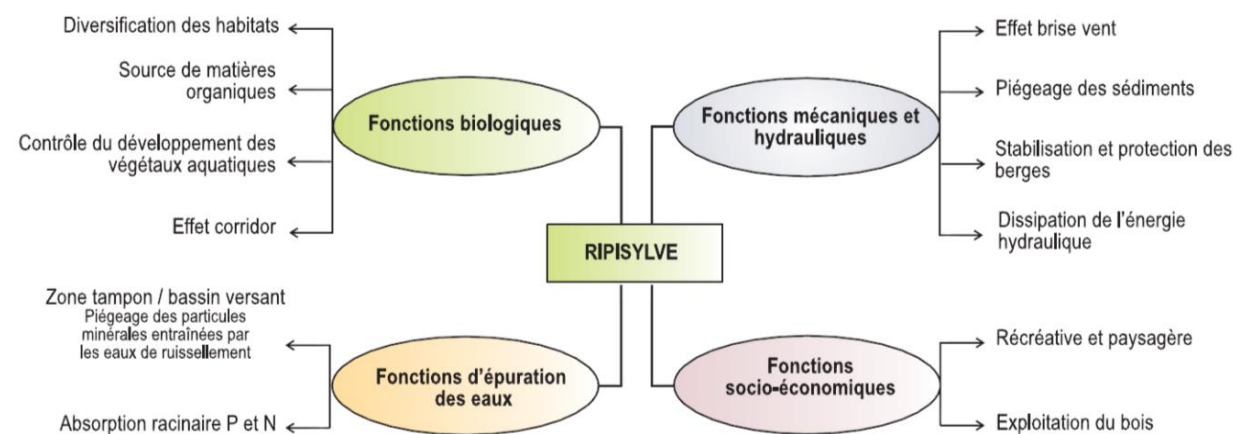 Diversification des habitats
Source de matières
organiques
Contrôle du développement des
végétaux aquatiques
Effet corridor
Fonctions biologiques
Fonctions mécaniques et
hydrauliques
Effet brise vent
Piégeage des sédiments
Stabilisation et protection des
berges
Dissipation de l'énergie
hydraulique
RIPISYLVE
Zone tampon / bassin versant
Piégeage des particules
minérales entraînées par
les eaux de ruissellement
Absorption racinaire P et N
Fonctions d'épuration
des eaux
Fonctions
socio-économiques
Récréative et paysagère
Exploitation du bois